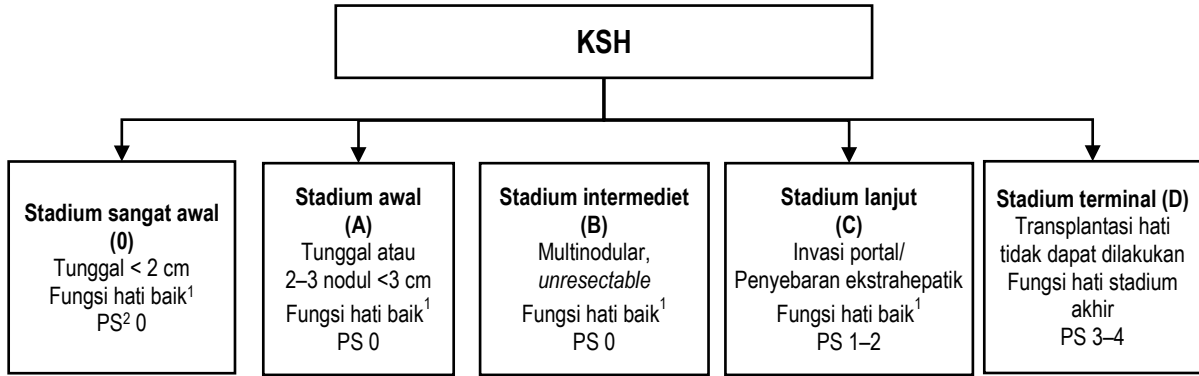 KSH
Stadium sangat awal
(0)
Tunggal < 2 cm
Fungsi hati baik¹
PS² 0
Stadium awal
(A)
Tunggal atau
2–3 nodul <3 cm
Fungsi hati baik¹
PS 0
Stadium intermediet
(B)
Multinodular,
unresectable
Fungsi hati baik¹
PS 0
Stadium lanjut
(C)
Invasi portal/
Penyebaran ekstrahepatik
Fungsi hati baik¹
PS 1–2
Stadium terminal (D)
Transplantasi hati
tidak dapat dilakukan
Fungsi hati stadium
akhir
PS 3–4